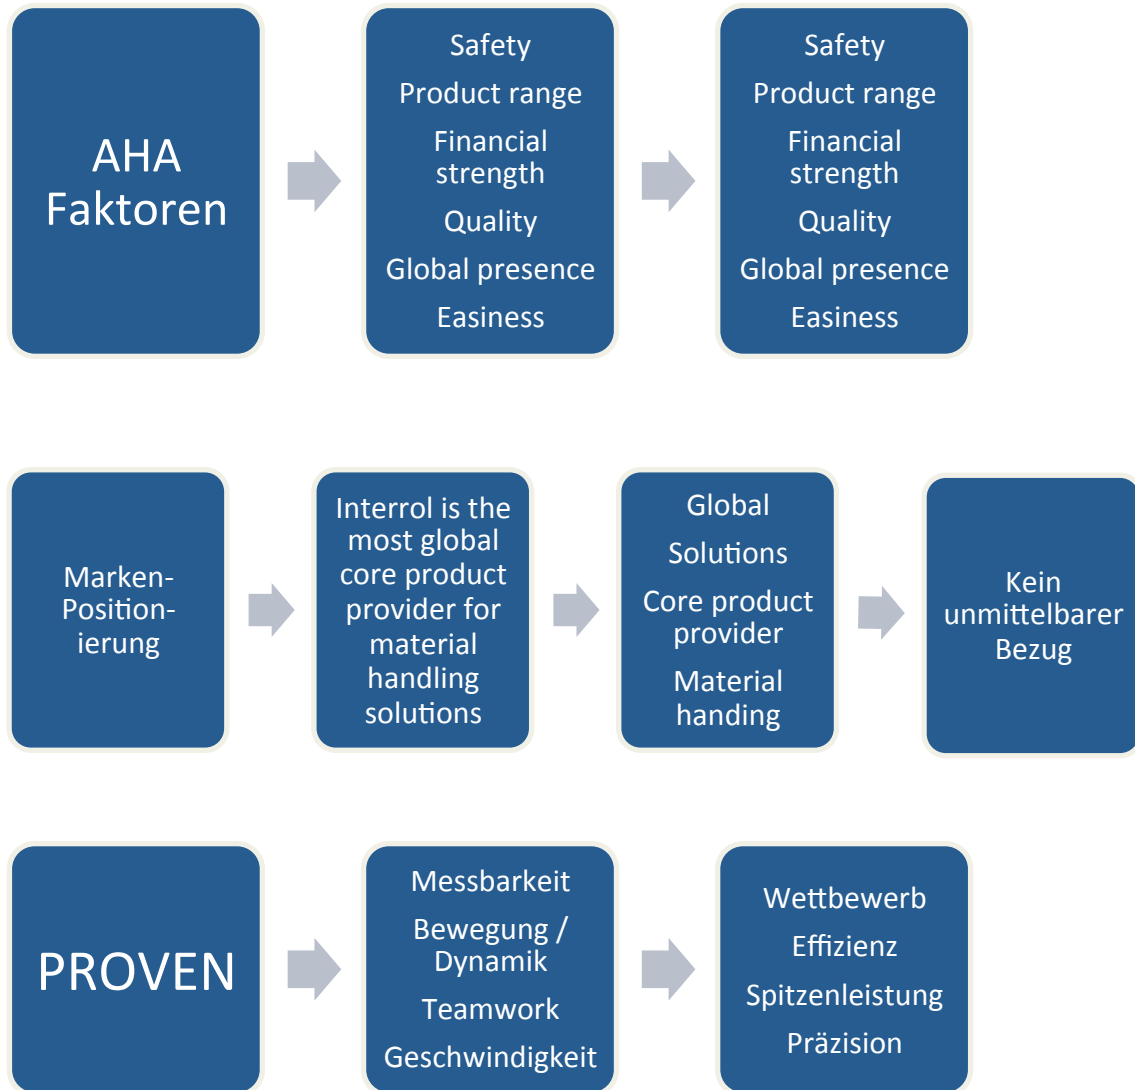 AHA
Faktoren
Safety
Product range
Financial
strength
Quality
Global presence
Easiness
Safety
Product range
Financial
strength
Quality
Global presence
Easiness
Marken-
Position-
ierung
Interrol is the
most global
core product
provider for
material
handling
solutions
Global
Solutions
Core product
provider
Material
handing
Kein
unmittelbarer
Bezug
PROVEN
Messbarkeit
Bewegung /
Dynamik
Teamwork
Geschwindigkeit
Wettbewerb
Effizienz
Spitzenleistung
Präzision